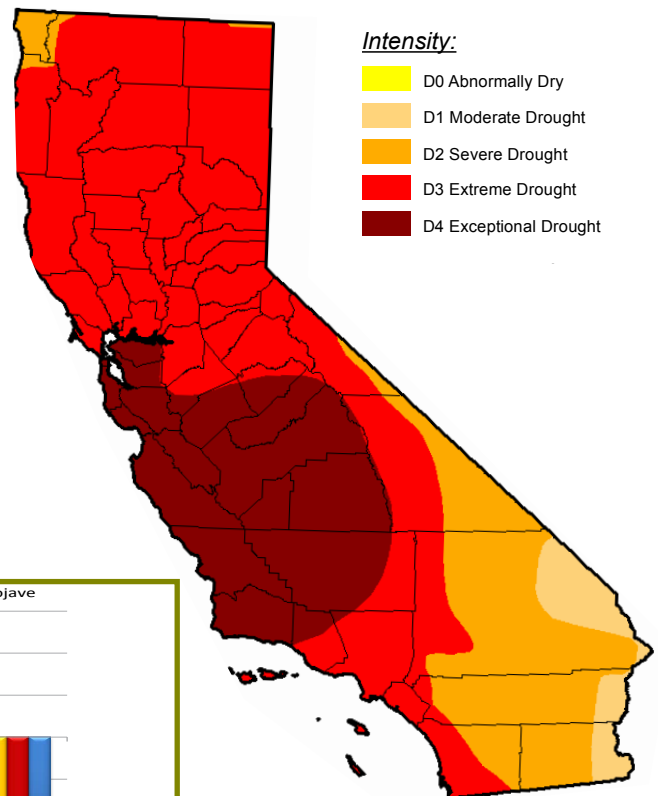 Intensity:
D0 Abnormally Dry
D1 Moderate Drought
D2 Severe Drought
D3 Extreme Drought
D4 Exceptional Drought